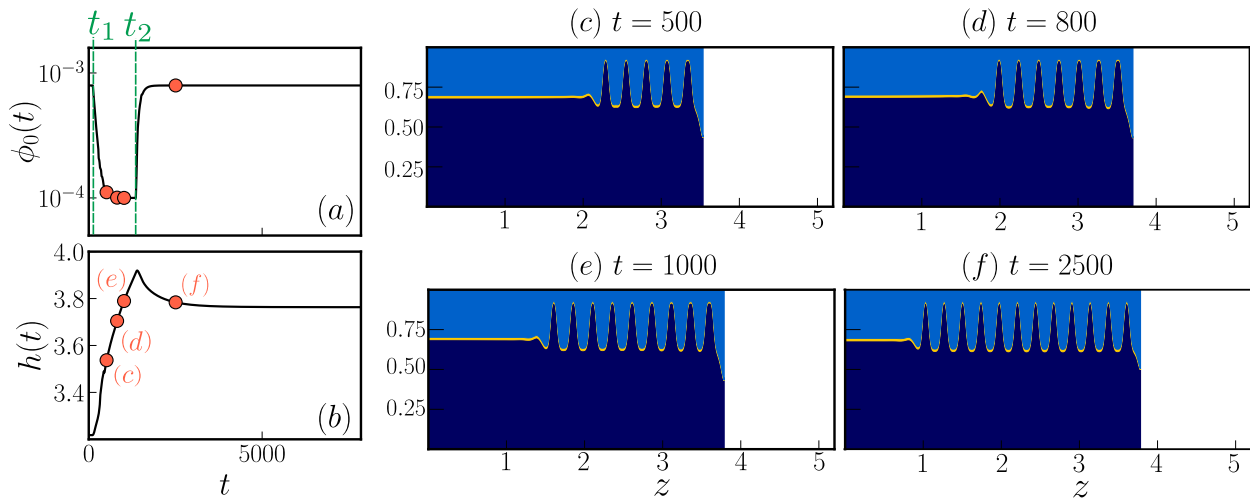 t₁ t₂
10⁻³
10⁻⁴
ϕ₀(t)
(a)
4.0
3.8
3.6
3.4
h(t)
(e)
(f)
(d)
(c)
(b)
0
5000
t
(c) t = 500
0.75
0.50
0.25
1 2 3 4 5
(d) t = 800
1 2 3 4 5
(e) t = 1000
0.75
0.50
0.25
1 2 3 4 5
z
(f) t = 2500
1 2 3 4 5
z